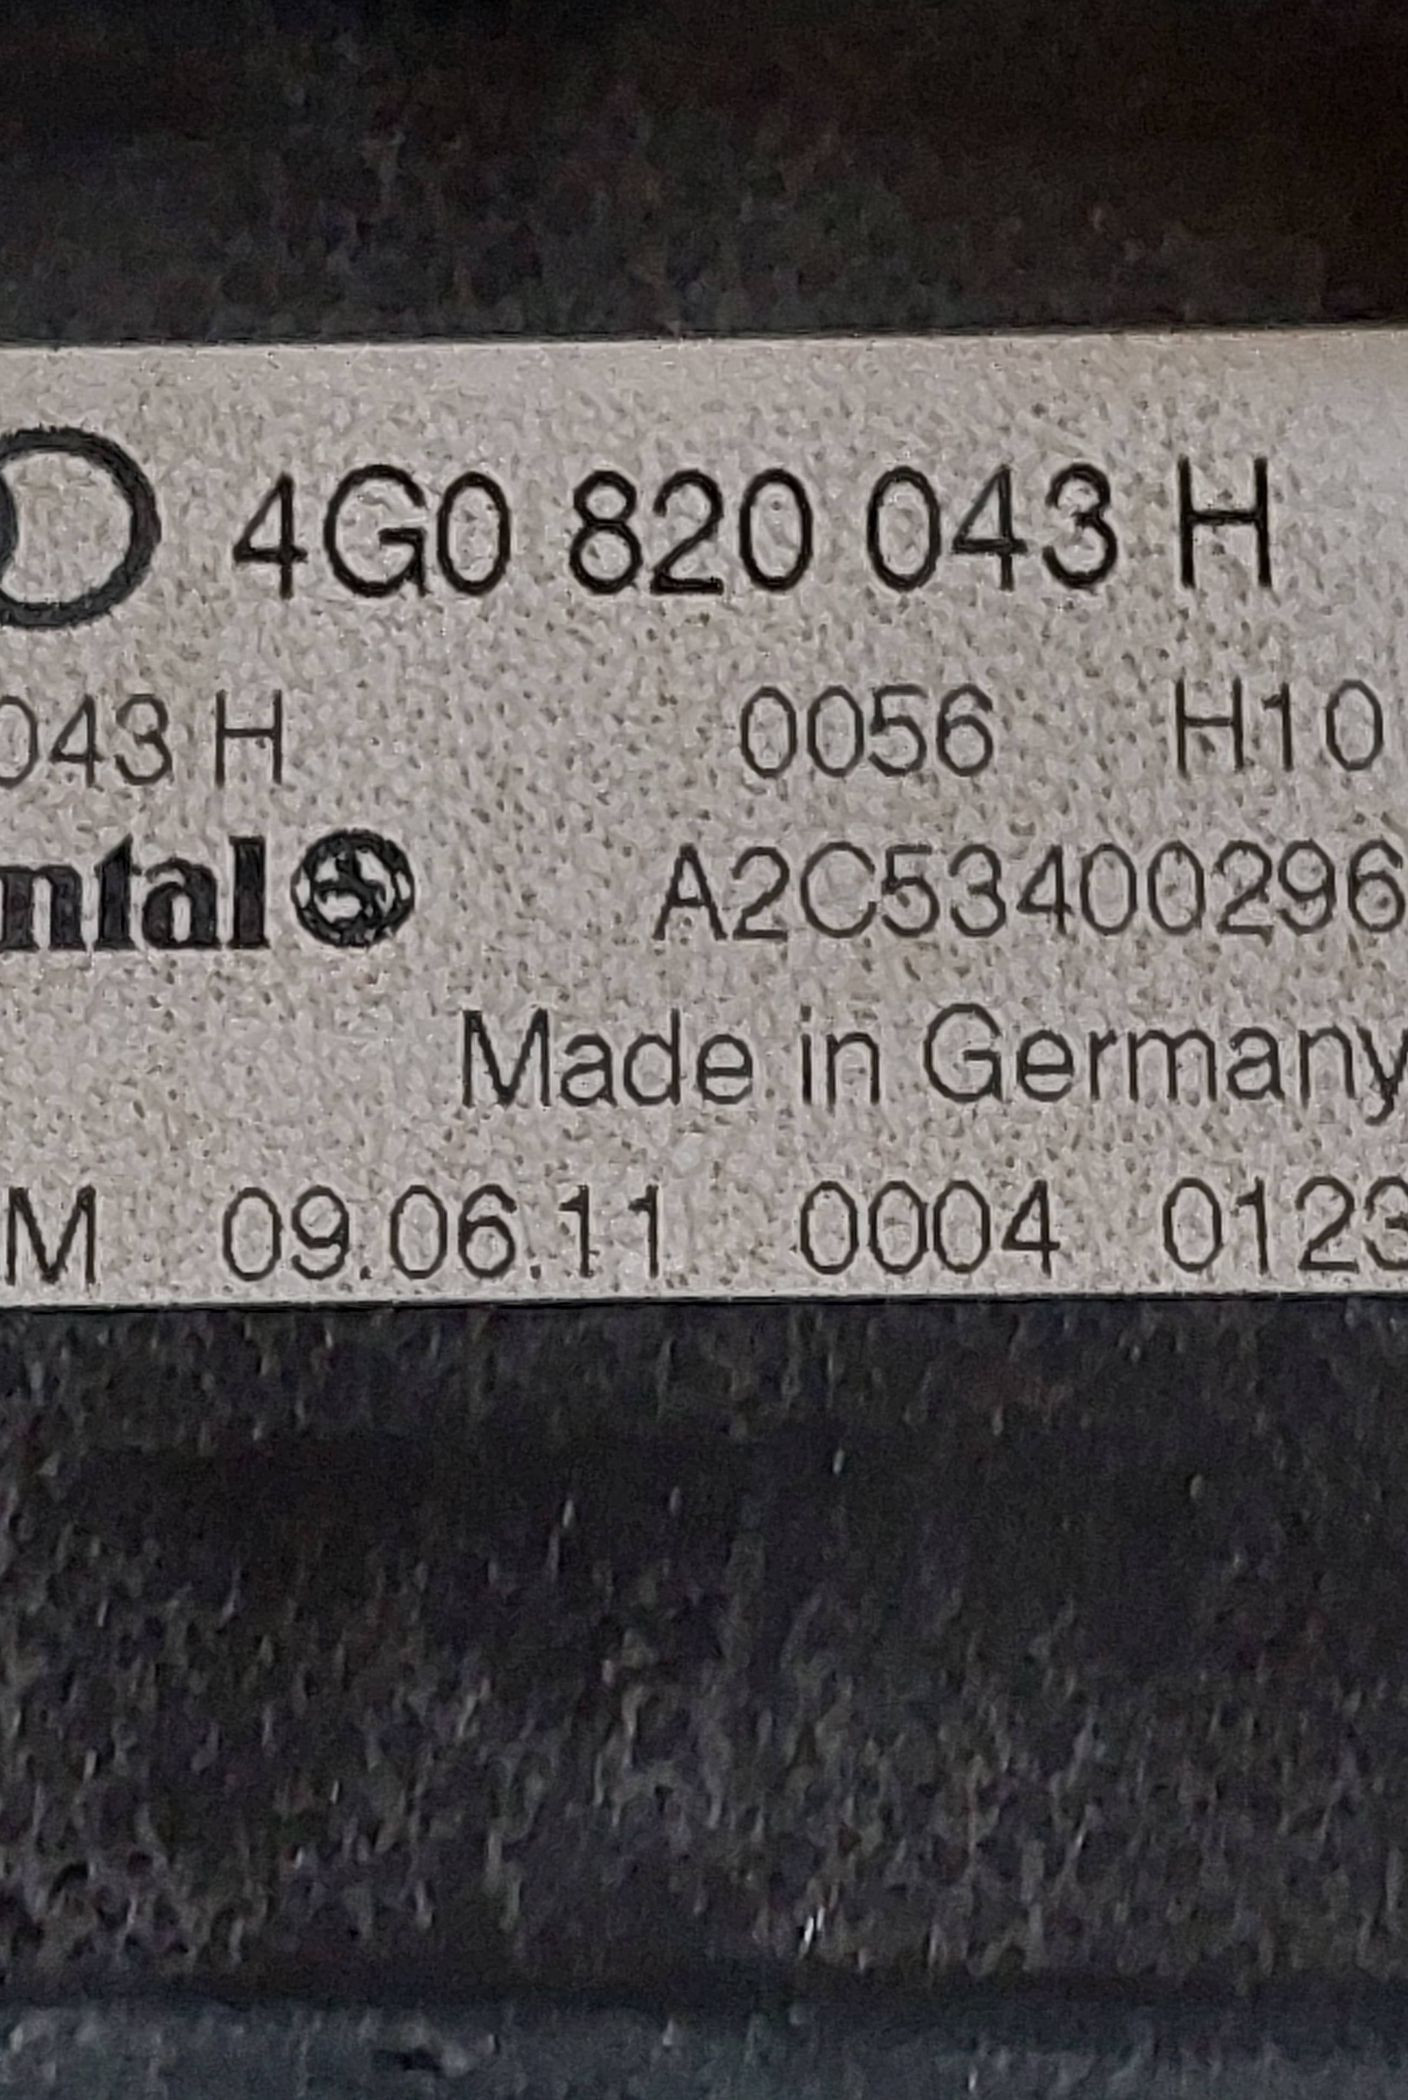 4G0 820 043 H
043 H 0056 H10
ntal A2C53400296
Made in Germany
M 09.06.11 0004 0123